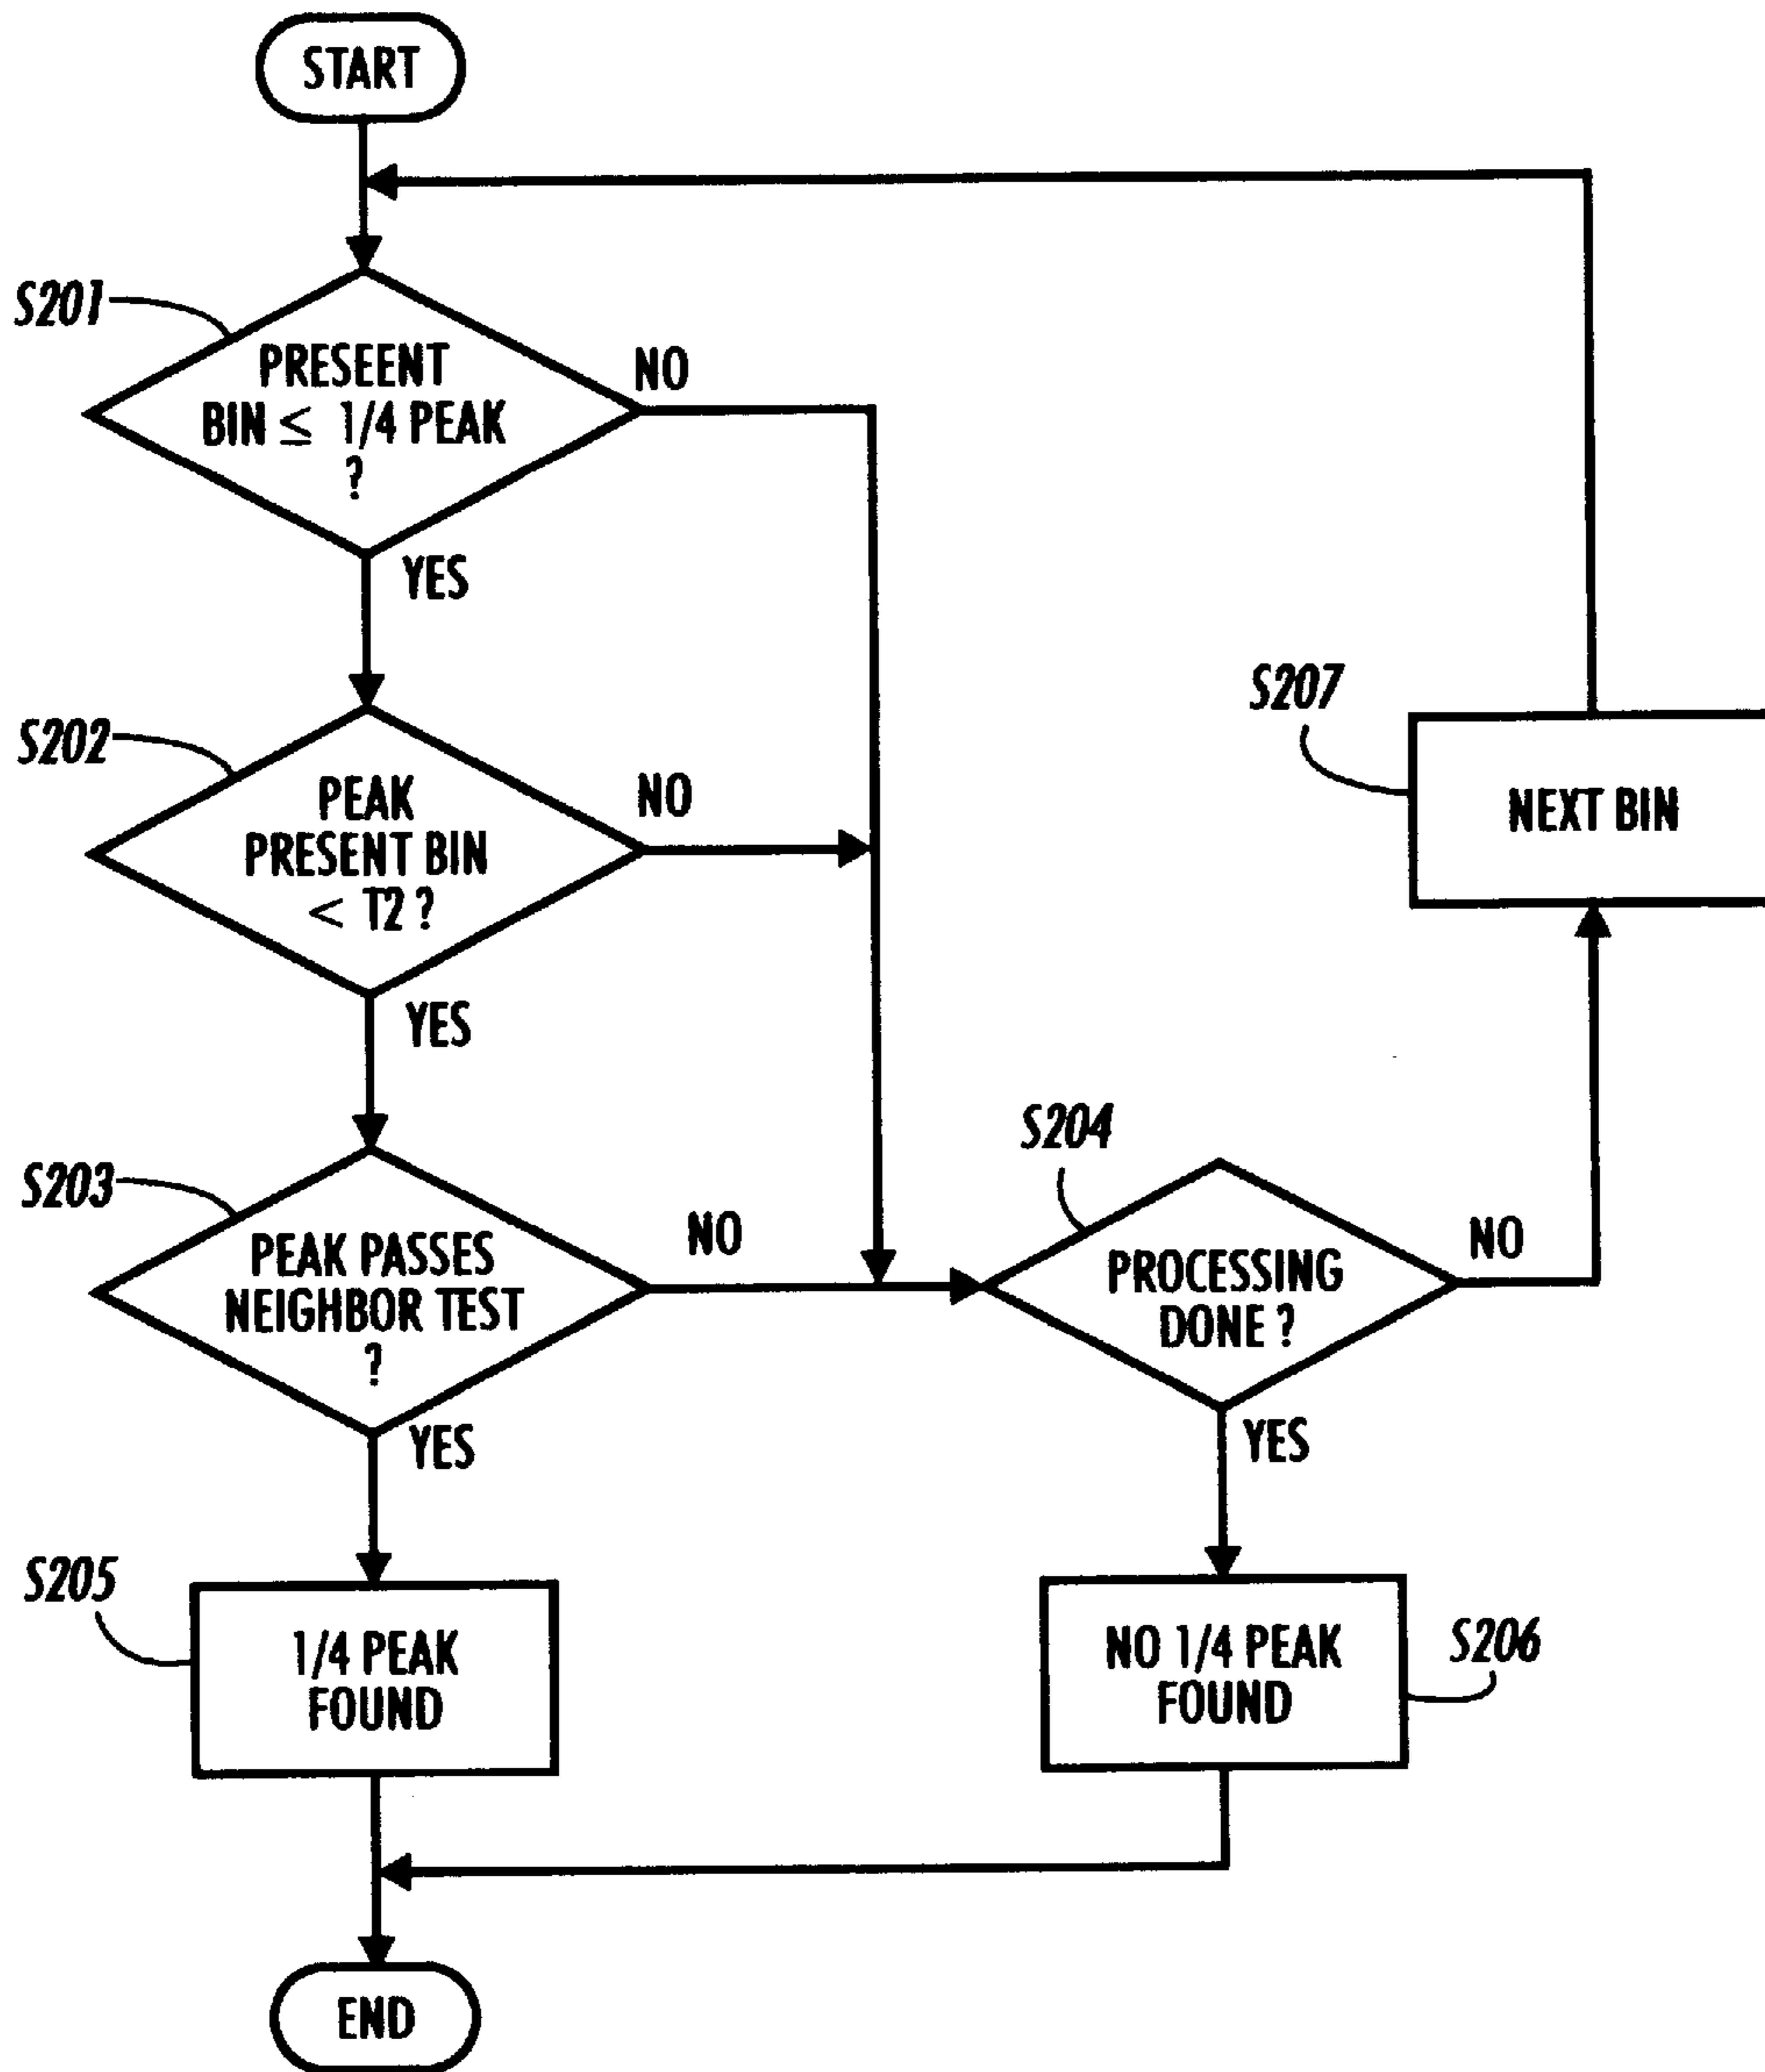 START
S201
PRESEENT
BIN ≤ 1/4 PEAK
?
NO
YES
S202
PEAK
PRESENT BIN
< T2 ?
NO
YES
S207
NEXT BIN
S203
PEAK PASSES
NEIGHBOR TEST
?
NO
YES
S204
PROCESSING
DONE ?
NO
YES
S205
1/4 PEAK
FOUND
NO 1/4 PEAK
FOUND
S206
END